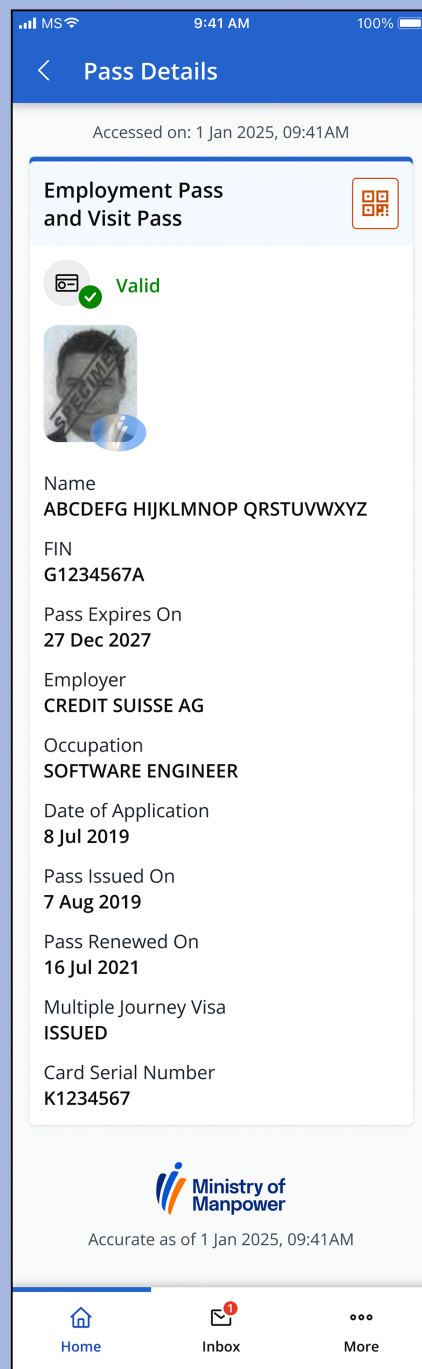 MS
9:41 AM
100%
Pass Details
Accessed on: 1 Jan 2025, 09:41AM
Employment Pass
and Visit Pass
Valid
SPECIMEN
Name
ABCDEFG HIJKLMNOP QRSTUVWXYZ
FIN
G1234567A
Pass Expires On
27 Dec 2027
Employer
CREDIT SUISSE AG
Occupation
SOFTWARE ENGINEER
Date of Application
8 Jul 2019
Pass Issued On
7 Aug 2019
Pass Renewed On
16 Jul 2021
Multiple Journey Visa
ISSUED
Card Serial Number
K1234567
Ministry of
Manpower
Accurate as of 1 Jan 2025, 09:41AM
1
Home
Inbox
More